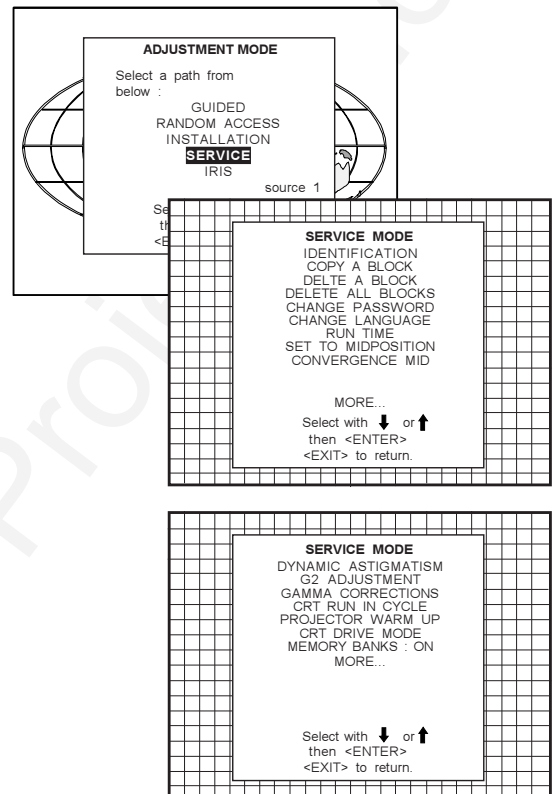 ADJUSTMENT MODE
Select a path from
below :
GUIDED
RANDOM ACCESS
INSTALLATION
SERVICE
IRIS
source 1
Se
th
<E
SERVICE MODE
IDENTIFICATION
COPY A BLOCK
DELTE A BLOCK
DELETE ALL BLOCKS
CHANGE PASSWORD
CHANGE LANGUAGE
RUN TIME
SET TO MIDPOSITION
CONVERGENCE MID
MORE...
Select with ⬇ or ⬆
then <ENTER>
<EXIT> to return.
SERVICE MODE
DYNAMIC ASTIGMATISM
G2 ADJUSTMENT
GAMMA CORRECTIONS
CRT RUN IN CYCLE
PROJECTOR WARM UP
CRT DRIVE MODE
MEMORY BANKS : ON
MORE...
Select with ⬇ or ⬆
then <ENTER>
<EXIT> to return.